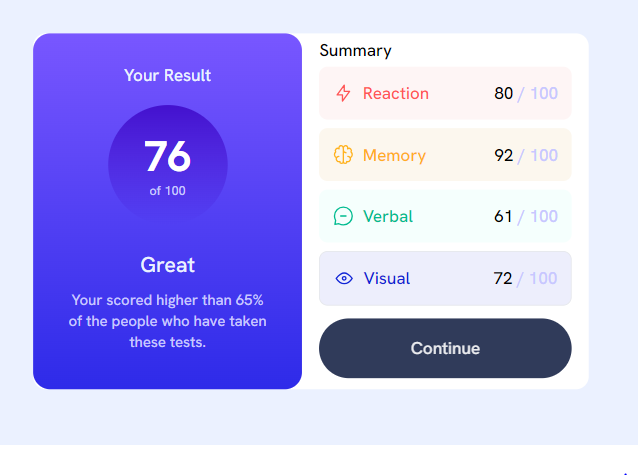 Your Result
76
of 100
Great
Your scored higher than 65%
of the people who have taken
these tests.
Summary
Reaction 80 / 100
Memory 92 / 100
Verbal 61 / 100
Visual 72 / 100
Continue